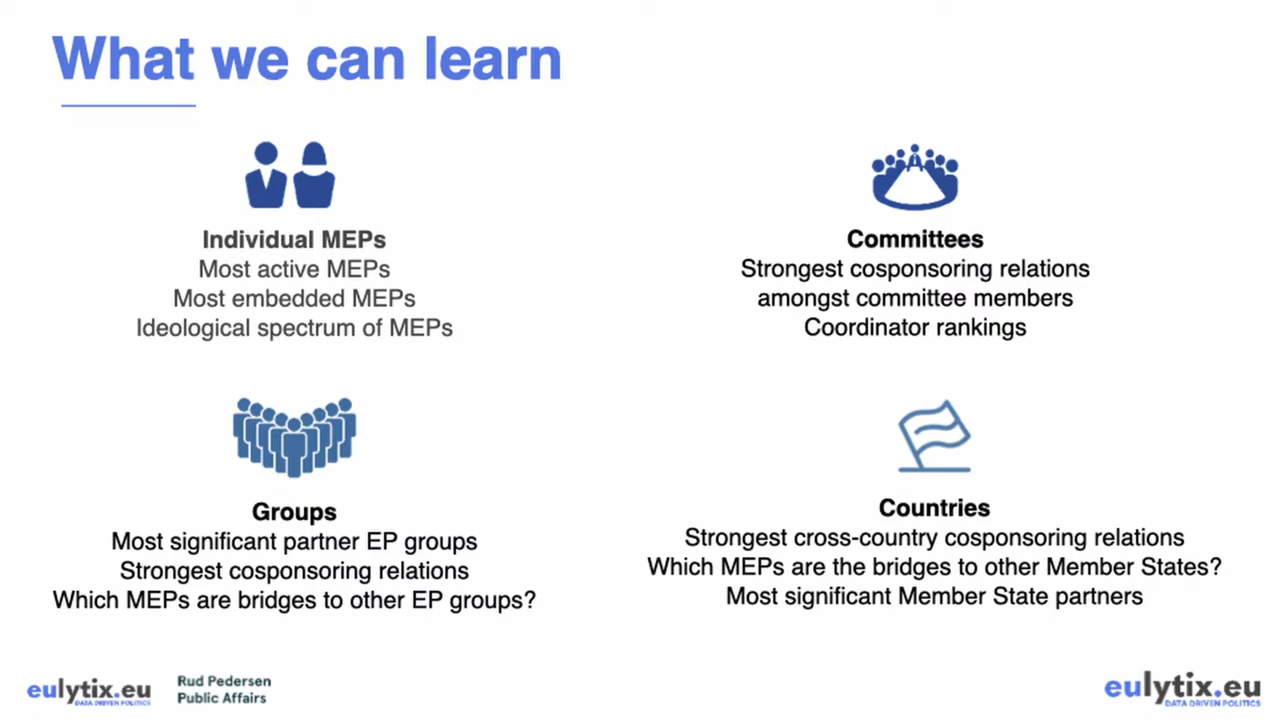 What we can learn
Individual MEPs
Most active MEPs
Most embedded MEPs
Ideological spectrum of MEPs
Committees
Strongest cosponsoring relations
amongst committee members
Coordinator rankings
Groups
Most significant partner EP groups
Strongest cosponsoring relations
Which MEPs are bridges to other EP groups?
Countries
Strongest cross-country cosponsoring relations
Which MEPs are the bridges to other Member States?
Most significant Member State partners
eulytix.eu
DATA DRIVEN POLITICS
Rud Pedersen
Public Affairs
eulytix.eu
DATA DRIVEN POLITICS